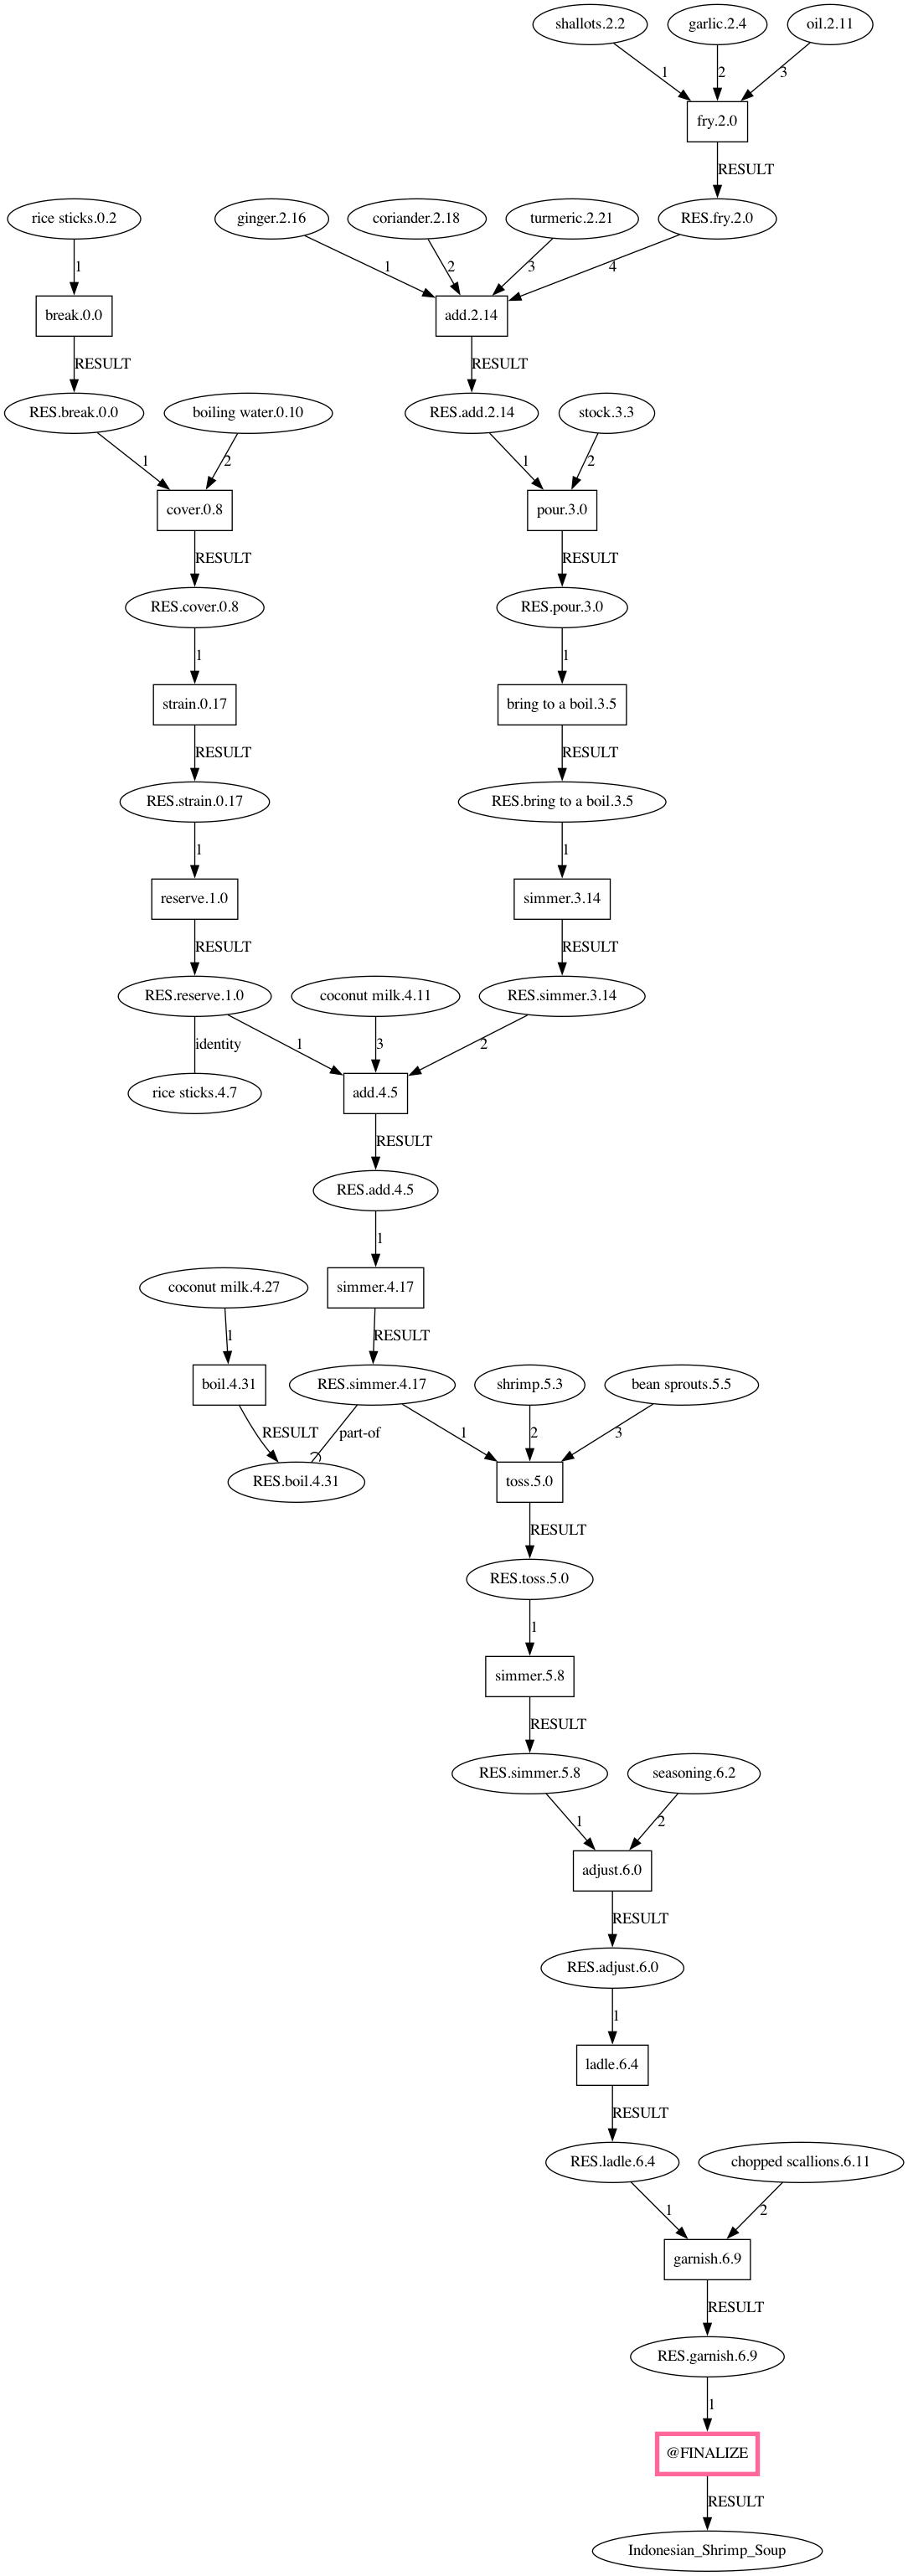 shallots.2.2
garlic.2.4
oil.2.11
1
2
3
fry.2.0
RESULT
rice sticks.0.2
ginger.2.16
coriander.2.18
turmeric.2.21
RES.fry.2.0
1
1
2
3
4
break.0.0
add.2.14
RESULT
RESULT
RES.break.0.0
boiling water.0.10
RES.add.2.14
stock.3.3
1
2
1
2
cover.0.8
pour.3.0
RESULT
RESULT
RES.cover.0.8
RES.pour.3.0
1
1
strain.0.17
bring to a boil.3.5
RESULT
RESULT
RES.strain.0.17
RES.bring to a boil.3.5
1
1
reserve.1.0
simmer.3.14
RESULT
RESULT
RES.reserve.1.0
coconut milk.4.11
RES.simmer.3.14
identity
1
3
2
rice sticks.4.7
add.4.5
RESULT
RES.add.4.5
1
coconut milk.4.27
simmer.4.17
1
RESULT
boil.4.31
RES.simmer.4.17
shrimp.5.3
bean sprouts.5.5
RESULT
part-of
1
2
3
RES.boil.4.31
toss.5.0
RESULT
RES.toss.5.0
1
simmer.5.8
RESULT
RES.simmer.5.8
seasoning.6.2
1
2
adjust.6.0
RESULT
RES.adjust.6.0
1
ladle.6.4
RESULT
RES.ladle.6.4
chopped scallions.6.11
1
2
garnish.6.9
RESULT
RES.garnish.6.9
1
@FINALIZE
RESULT
Indonesian_Shrimp_Soup